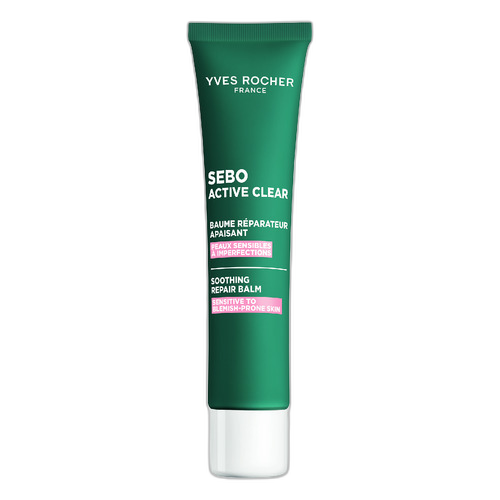 YVES ROCHER
FRANCE
SEBO
ACTIVE CLEAR
BAUME RÉPARATEUR
APAISANT
PEAUX SENSIBLES
À IMPERFECTIONS
SOOTHING
REPAIR BALM
SENSITIVE TO
BLEMISH-PRONE SKIN